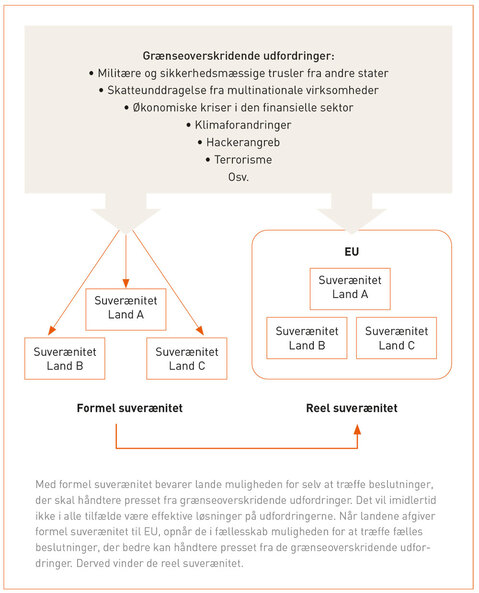 Grænseoverskridende udfordringer:
• Militære og sikkerhedsmæssige trusler fra andre stater
• Skatteunddragelse fra multinationale virksomheder
• Økonomiske kriser i den finansielle sektor
• Klimaforandringer
• Hackerangreb
• Terrorisme
Osv.
Suverænitet
Land A
Suverænitet
Land B
Suverænitet
Land C
Formel suverænitet
EU
Suverænitet
Land A
Suverænitet
Land B
Suverænitet
Land C
Reel suverænitet
Med formel suverænitet bevarer lande muligheden for selv at træffe beslutninger,
der skal håndtere presset fra grænseoverskridende udfordringer. Det vil imidlertid
ikke i alle tilfælde være effektive løsninger på udfordringerne. Når landene afgiver
formel suverænitet til EU, opnår de i fællesskab muligheden for at træffe fælles
beslutninger, der bedre kan håndtere presset fra de grænseoverskridende udfor-
dringer. Derved vinder de reel suverænitet.